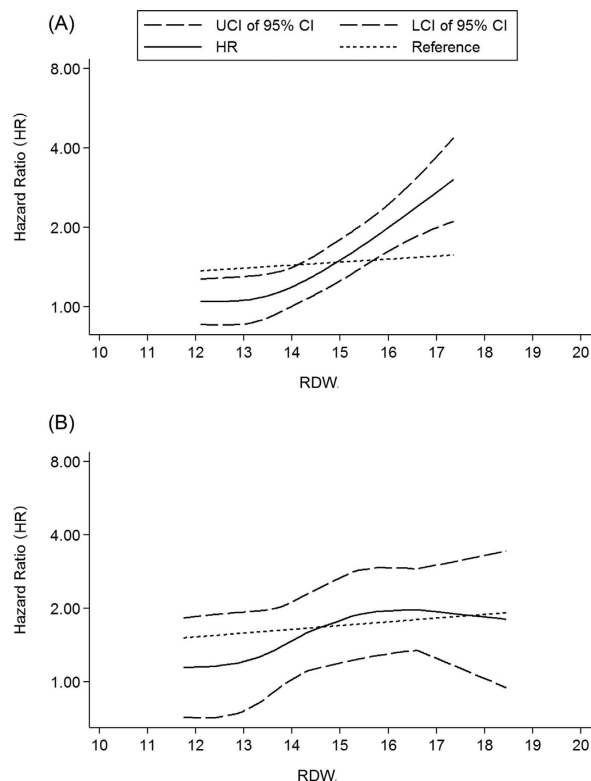 (A)
UCI of 95% CI LCI of 95% CI
HR Reference
8.00
4.00
2.00
1.00
Hazard Ratio (HR)
10 11 12 13 14 15 16 17 18 19 20
RDW.
(B)
8.00
4.00
2.00
1.00
Hazard Ratio (HR)
10 11 12 13 14 15 16 17 18 19 20
RDW.